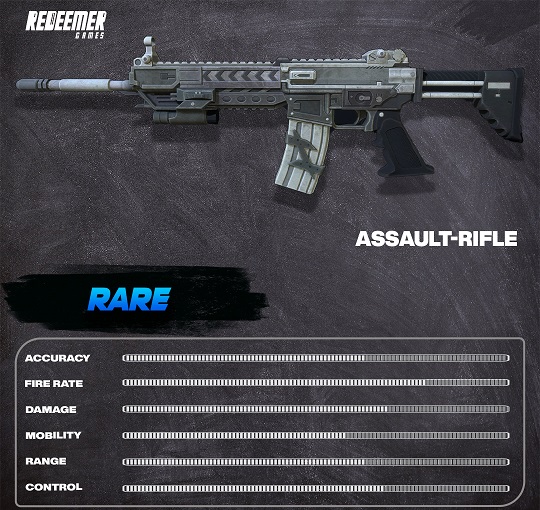 REDEEMER
GAMES
ASSAULT-RIFLE
RARE
ACCURACY
FIRE RATE
DAMAGE
MOBILITY
RANGE
CONTROL